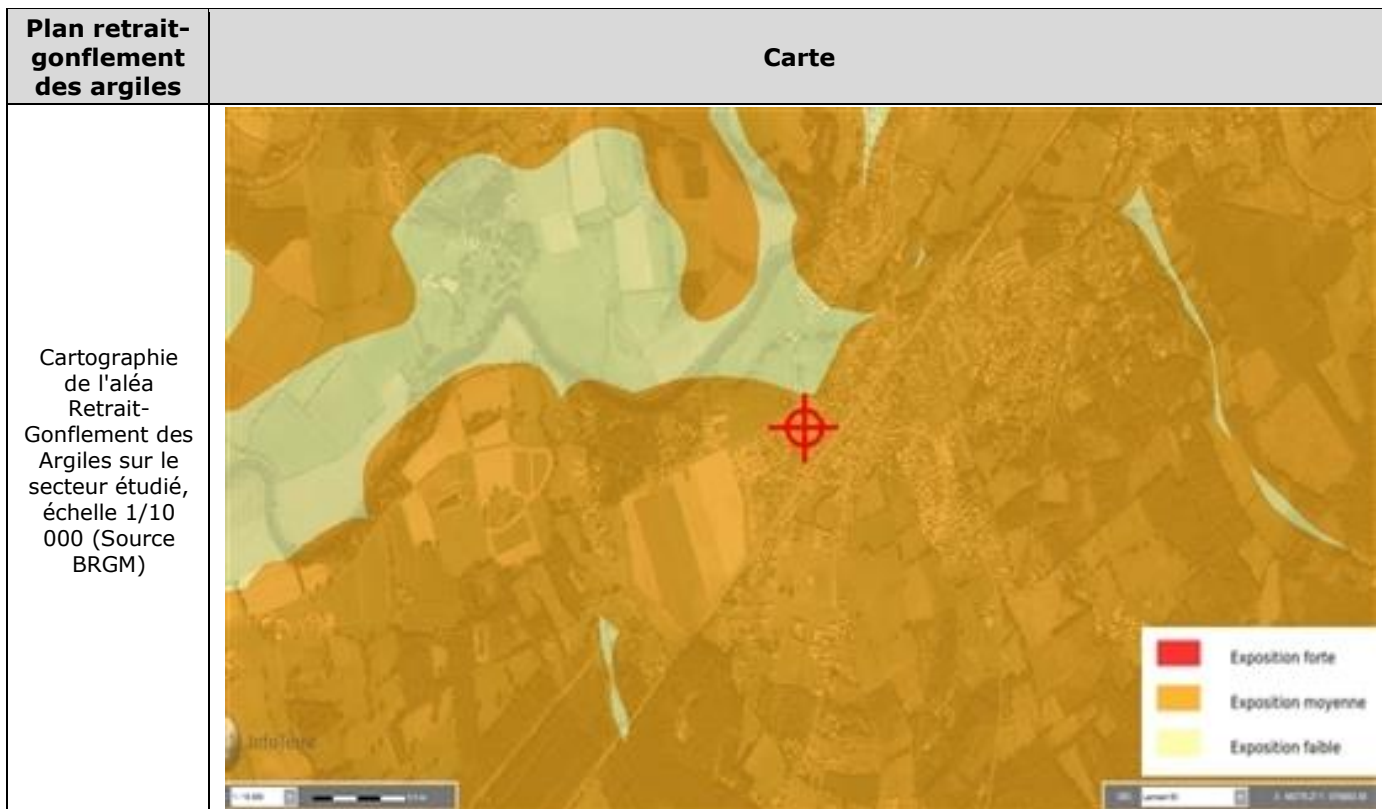 Plan retrait-
gonflement
des argiles
Carte
Cartographie
de l'aléa
Retrait-
Gonflement des
Argiles sur le
secteur étudié,
échelle 1/10
000 (Source
BRGM)
Exposition forte
Exposition moyenne
Exposition faible
InfoTerre